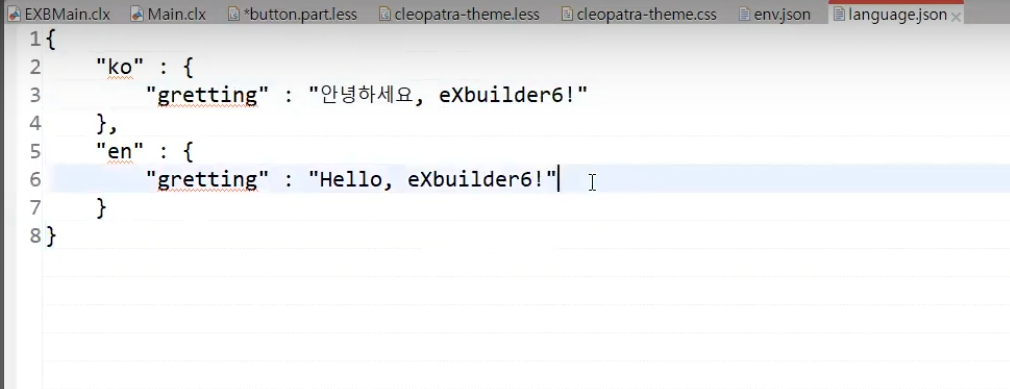 EXBMain.clx Main.clx *button.part.less cleopatra-theme.less cleopatra-theme.css env.json language.json
1 {
2 "ko" : {
3 "gretting" : "안녕하세요, eXbuilder6!"
4 },
5 "en" : {
6 "gretting" : "Hello, eXbuilder6!"
7 }
8 }